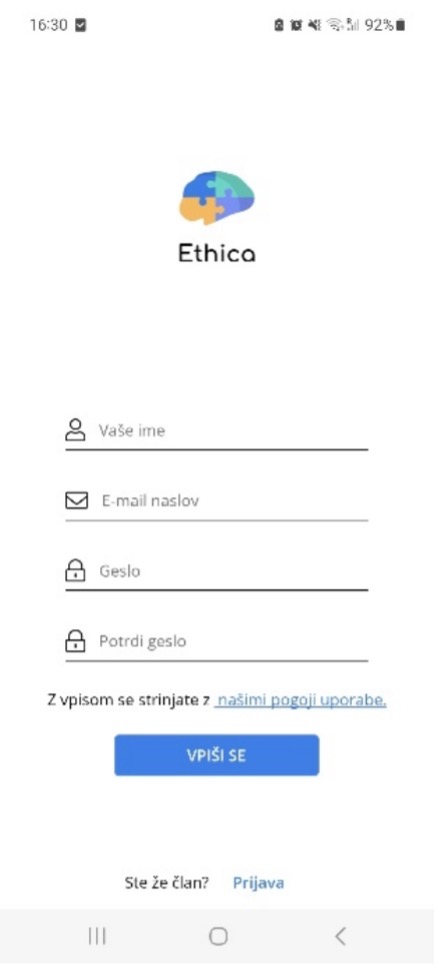 16:30
92%
Ethica
Vaše ime
E-mail naslov
Geslo
Potrdi geslo
Z vpisom se strinjate z našimi pogoji uporabe.
VPIŠI SE
Ste že član? Prijava